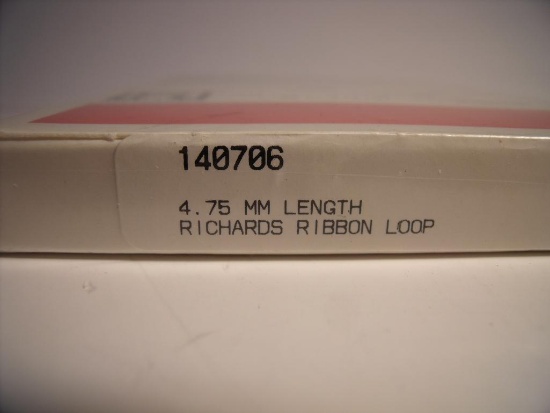 140706
4.75 MM LENGTH
RICHARDS RIBBON LOOP